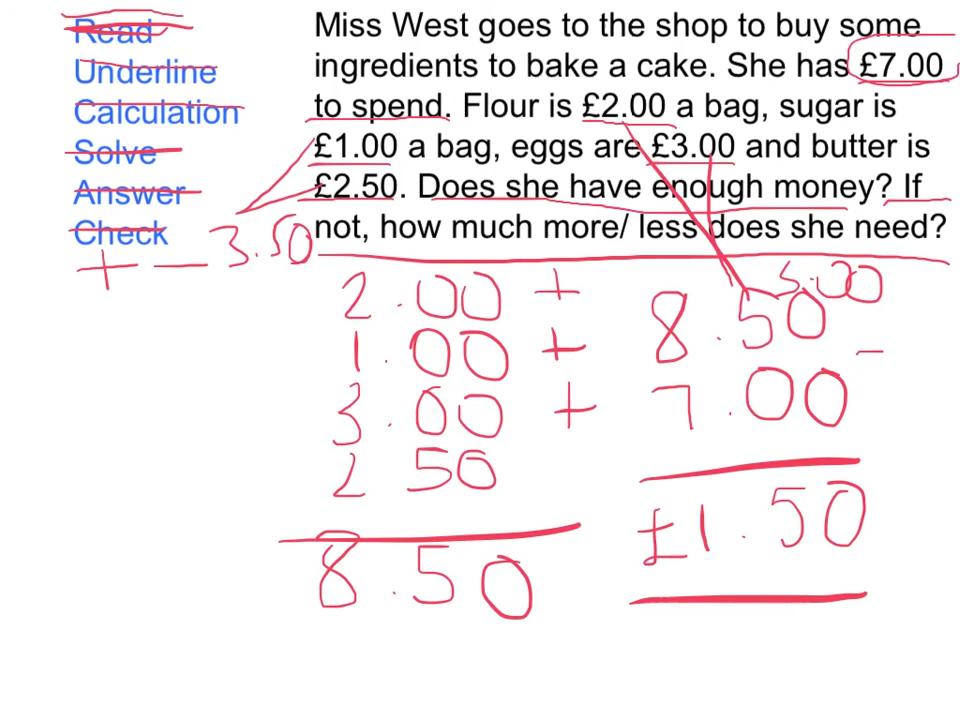 Read
Underline
Calculation
Solve
Answer
Check
Miss West goes to the shop to buy some
ingredients to bake a cake. She has £7.00
to spend. Flour is £2.00 a bag, sugar is
£1.00 a bag, eggs are £3.00 and butter is
£2.50. Does she have enough money? If
not, how much more/ less does she need?
+ − 3.50
2.00 +
1.00 +
3.00 +
2 50
8.50
5.00
8.50 −
7.00
£1.50